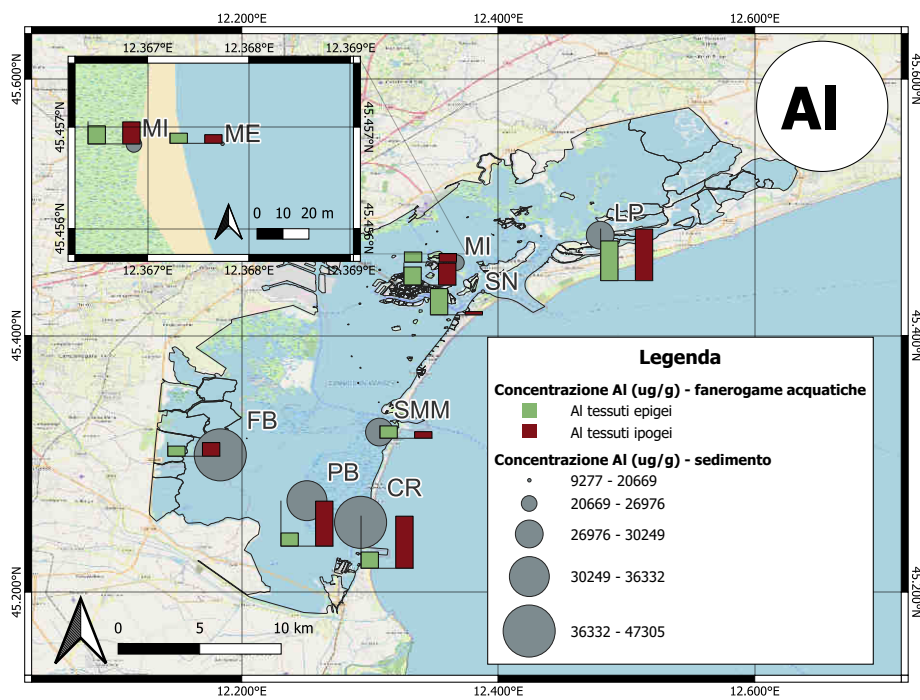 12.200°E 12.400°E 12.600°E
12.367°E 12.368°E 12.369°E
45.600°N 45.600°N
45.457°N 45.457°N
MI ME
Al
0 10 20 m
45.456°N 45.456°N
12.367°E 12.368°E 12.369°E
LP
MI
SN
45.400°N 45.400°N
Legenda
Concentrazione Al (ug/g) - fanerogame acquatiche
Al tessuti epigei
Al tessuti ipogei
Concentrazione Al (ug/g) - sedimento
9277 - 20669
20669 - 26976
26976 - 30249
30249 - 36332
36332 - 47305
SMM
FB
PB
CR
45.200°N 45.200°N
0 5 10 km
12.200°E 12.400°E 12.600°E